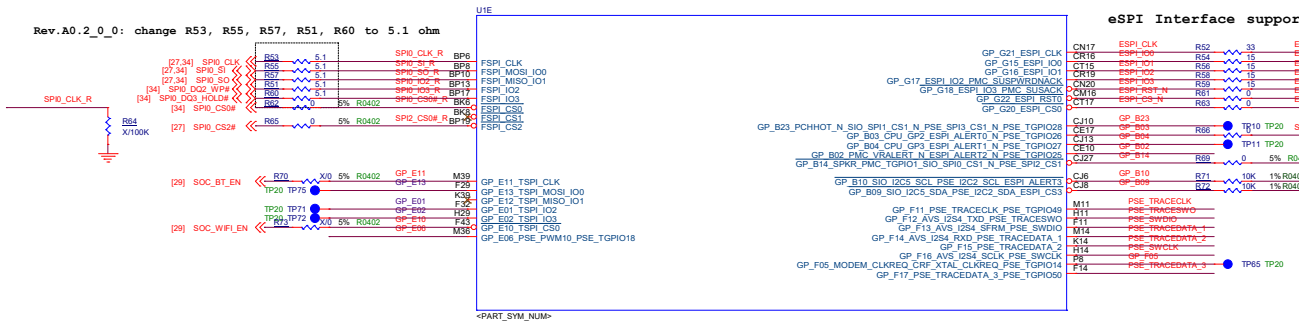 U1E
eSPI Interface suppor
Rev.A0.2_0_0: change R53, R55, R57, R51, R60 to 5.1 ohm
[27,34] SPI0_CLK R53 5.1 SPI0_CLK_R BP6 FSPI_CLK
[27,34] SPI0_SI R55 5.1 SPI0_SI_R BP8 FSPI_MOSI_IO0
[27,34] SPI0_SO R57 5.1 SPI0_SO_R BP10 FSPI_MISO_IO1
[34] SPI0_DQ2_WP# R51 5.1 SPI0_IO2_R BP13 FSPI_IO2
[34] SPI0_DQ3_HOLD# R60 5.1 SPI0_IO3_R BP17 FSPI_IO3
[34] SPI0_CS0# R62 0 5% R0402 SPI0_CS0#_R BK6 FSPI_CS0
BK8 FSPI_CS1
[27] SPI0_CS2# R65 0 5% R0402 SPI2_CS0#_R BP19 FSPI_CS2
SPI0_CLK_R
R64
X/100K
[29] SOC_BT_EN R70 X/0 5% R0402 GP_E11 M39 GP_E11_TSPI_CLK
TP20 TP75 GP_E13 F29 GP_E13_TSPI_MOSI_IO0
K39 GP_E12_TSPI_MISO_IO1
TP20 TP71 GP_E01 F32 GP_E01_TSPI_IO2
TP20 TP72 GP_E02 H29 GP_E02_TSPI_IO3
[29] SOC_WIFI_EN R73 X/0 5% R0402 GP_E10 F43 GP_E10_TSPI_CS0
GP_E06 M36 GP_E06_PSE_PWM10_PSE_TGPIO18
GP_G21_ESPI_CLK CN17 ESPI_CLK R52 33
GP_G15_ESPI_IO0 CR16 ESPI_IO0 R54 15
GP_G16_ESPI_IO1 CT15 ESPI_IO1 R56 15
GP_G17_ESPI_IO2_PMC_SUSPWRDNACK CR19 ESPI_IO2 R58 15
GP_G18_ESPI_IO3_PMC_SUSACK CN20 ESPI_IO3 R59 15
GP_G22_ESPI_RST0 CM16 ESPI_RST_N R61 0
GP_G20_ESPI_CS0 CT17 ESPI_CS_N R63 0
GP_B23_PCHHOT_N_SIO_SPI1_CS1_N_PSE_SPI3_CS1_N_PSE_TGPIO28 CJ10 GP_B23 TP10 TP20
GP_B03_CPU_GP2_ESPI_ALERT0_N_PSE_TGPIO26 CE17 GP_B03 R66 0
GP_B04_CPU_GP3_ESPI_ALERT1_N_PSE_TGPIO27 CJ13 GP_B04 TP11 TP20
GP_B02_PMC_VRALERT_N_ESPI_ALERT2_N_PSE_TGPIO25 CE10 GP_B02
GP_B14_SPKR_PMC_TGPIO1_SIO_SPI0_CS1_N_PSE_SPI2_CS1 CJ27 GP_B14 R69 0 5%
GP_B10_SIO_I2C5_SCL_PSE_I2C2_SCL_ESPI_ALERT3 CJ6 GP_B10 R71 10K 1%
GP_B09_SIO_I2C5_SDA_PSE_I2C2_SDA_ESPI_CS3 CJ8 GP_B09 R72 10K 1%
GP_F11_PSE_TRACECLK_PSE_TGPIO49 M11 PSE_TRACECLK
GP_F12_AVS_I2S4_TXD_PSE_TRACESWO H11 PSE_TRACESWO
GP_F13_AVS_I2S4_SFRM_PSE_SWDIO F11 PSE_SWDIO
GP_F14_AVS_I2S4_RXD_PSE_TRACEDATA_1 M14 PSE_TRACEDATA_1
GP_F15_PSE_TRACEDATA_2 K14 PSE_TRACEDATA_2
GP_F16_AVS_I2S4_SCLK_PSE_SWCLK H14 PSE_SWCLK
GP_F05_MODEM_CLKREQ_CRF_XTAL_CLKREQ_PSE_TGPIO14 P8 GP_F05 TP65 TP20
GP_F17_PSE_TRACEDATA_3_PSE_TGPIO50 F14 PSE_TRACEDATA_3
<PART_SYM_NUM>